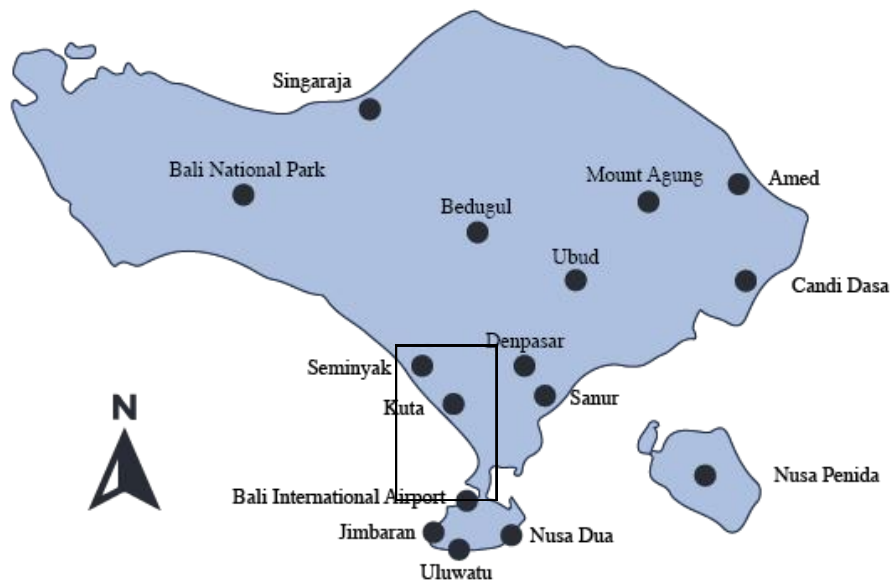 Singaraja
Bali National Park
Mount Agung
Amed
Bedugul
Ubud
Candi Dasa
Denpasar
Seminyak
Kuta
Sanur
N
Nusa Penida
Bali International Airport
Jimbaran
Nusa Dua
Uluwatu